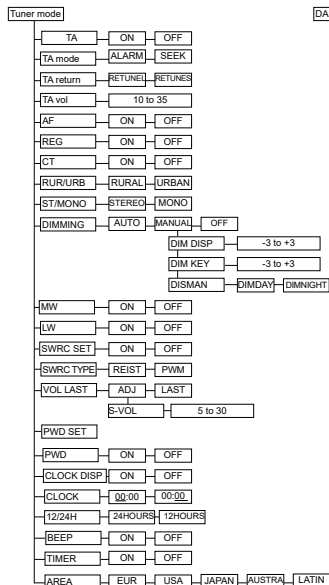 Tuner mode DA
TA ON OFF
TA mode ALARM SEEK
TA return RETUNEL RETUNES
TA vol 10 to 35
AF ON OFF
REG ON OFF
CT ON OFF
RUR/URB RURAL URBAN
ST/MONO STEREO MONO
DIMMING AUTO MANUAL OFF
DIM DISP -3 to +3
DIM KEY -3 to +3
DISMAN DIMDAY DIMNIGHT
MW ON OFF
LW ON OFF
SWRC SET ON OFF
SWRC TYPE REIST PWM
VOL LAST ADJ LAST
S-VOL 5 to 30
PWD SET
PWD ON OFF
CLOCK DISP ON OFF
CLOCK 00:00 00:00
12/24H 24HOURS 12HOURS
BEEP ON OFF
TIMER ON OFF
AREA EUR USA JAPAN AUSTRA LATIN